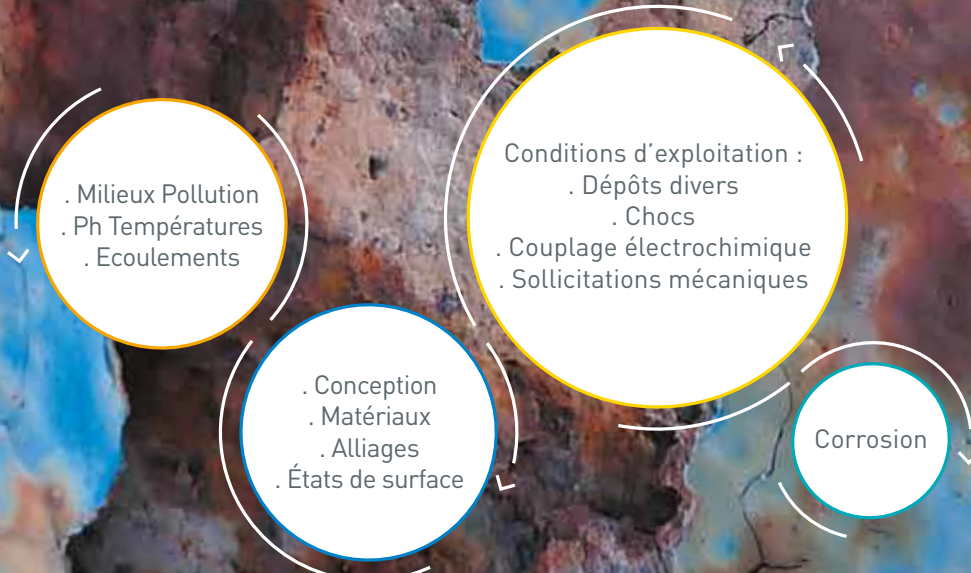 . Milieux Pollution
. Ph Températures
. Ecoulements
. Conception
. Matériaux
. Alliages
. États de surface
Conditions d'exploitation :
. Dépôts divers
. Chocs
. Couplage électrochimique
. Sollicitations mécaniques
Corrosion